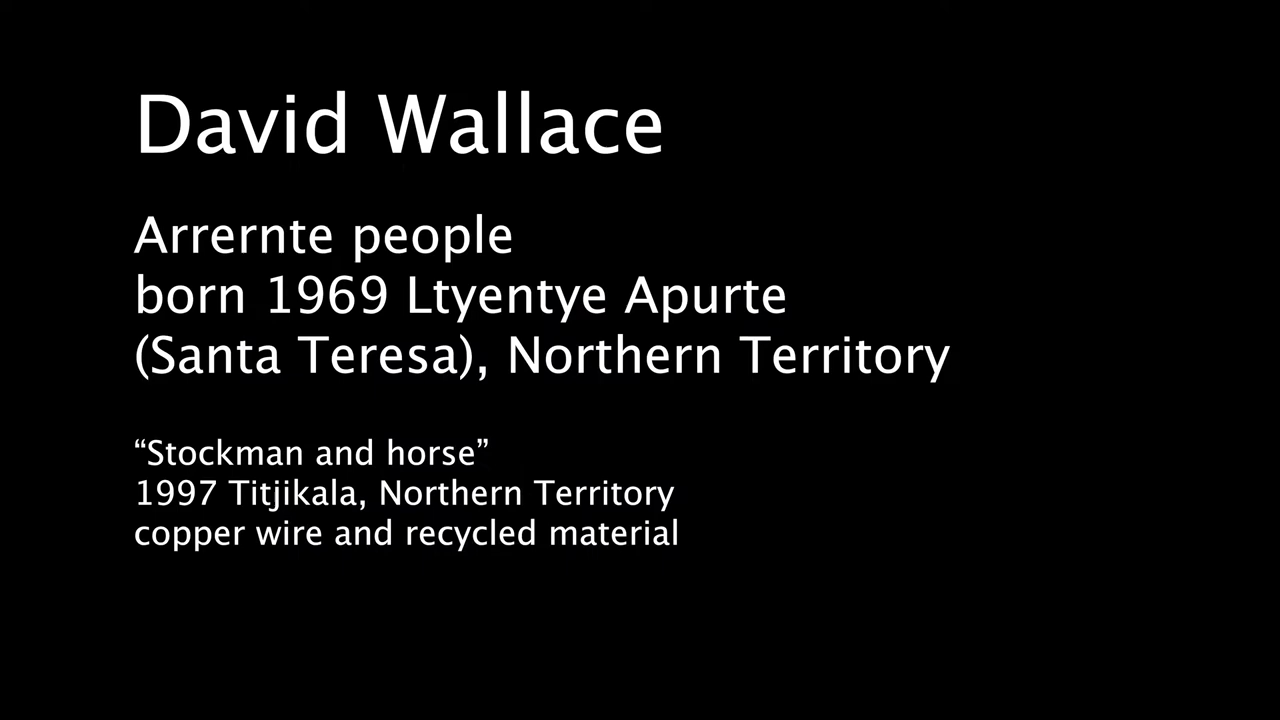 David Wallace
Arrernte people
born 1969 Ltyentye Apurte
(Santa Teresa), Northern Territory
“Stockman and horse”
1997 Titjikala, Northern Territory
copper wire and recycled material